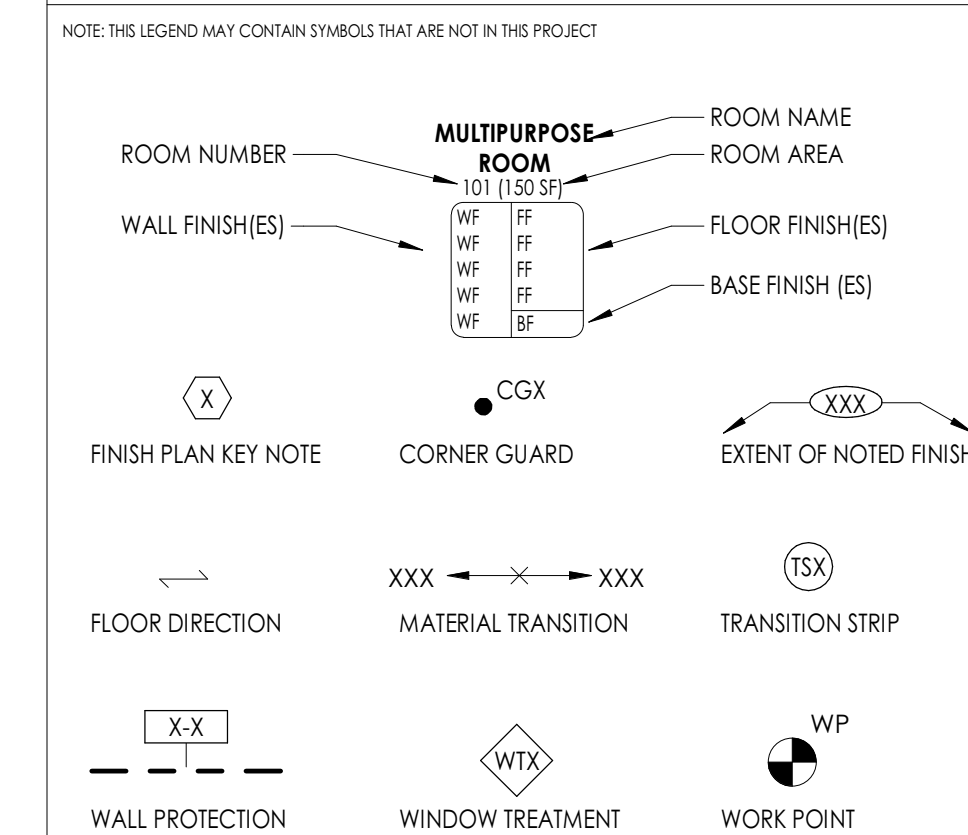 NOTE: THIS LEGEND MAY CONTAIN SYMBOLS THAT ARE NOT IN THIS PROJECT
MULTIPURPOSE
ROOM
101 (150 SF)
ROOM NAME
ROOM NUMBER
ROOM AREA
WALL FINISH(ES)
WF FF
WF FF
WF FF
WF FF
WF BF
FLOOR FINISH(ES)
BASE FINISH (ES)
X
FINISH PLAN KEY NOTE
CGX
CORNER GUARD
XXX
EXTENT OF NOTED FINISH
FLOOR DIRECTION
XXX XXX
MATERIAL TRANSITION
TSX
TRANSITION STRIP
X-X
WALL PROTECTION
WTX
WINDOW TREATMENT
WP
WORK POINT